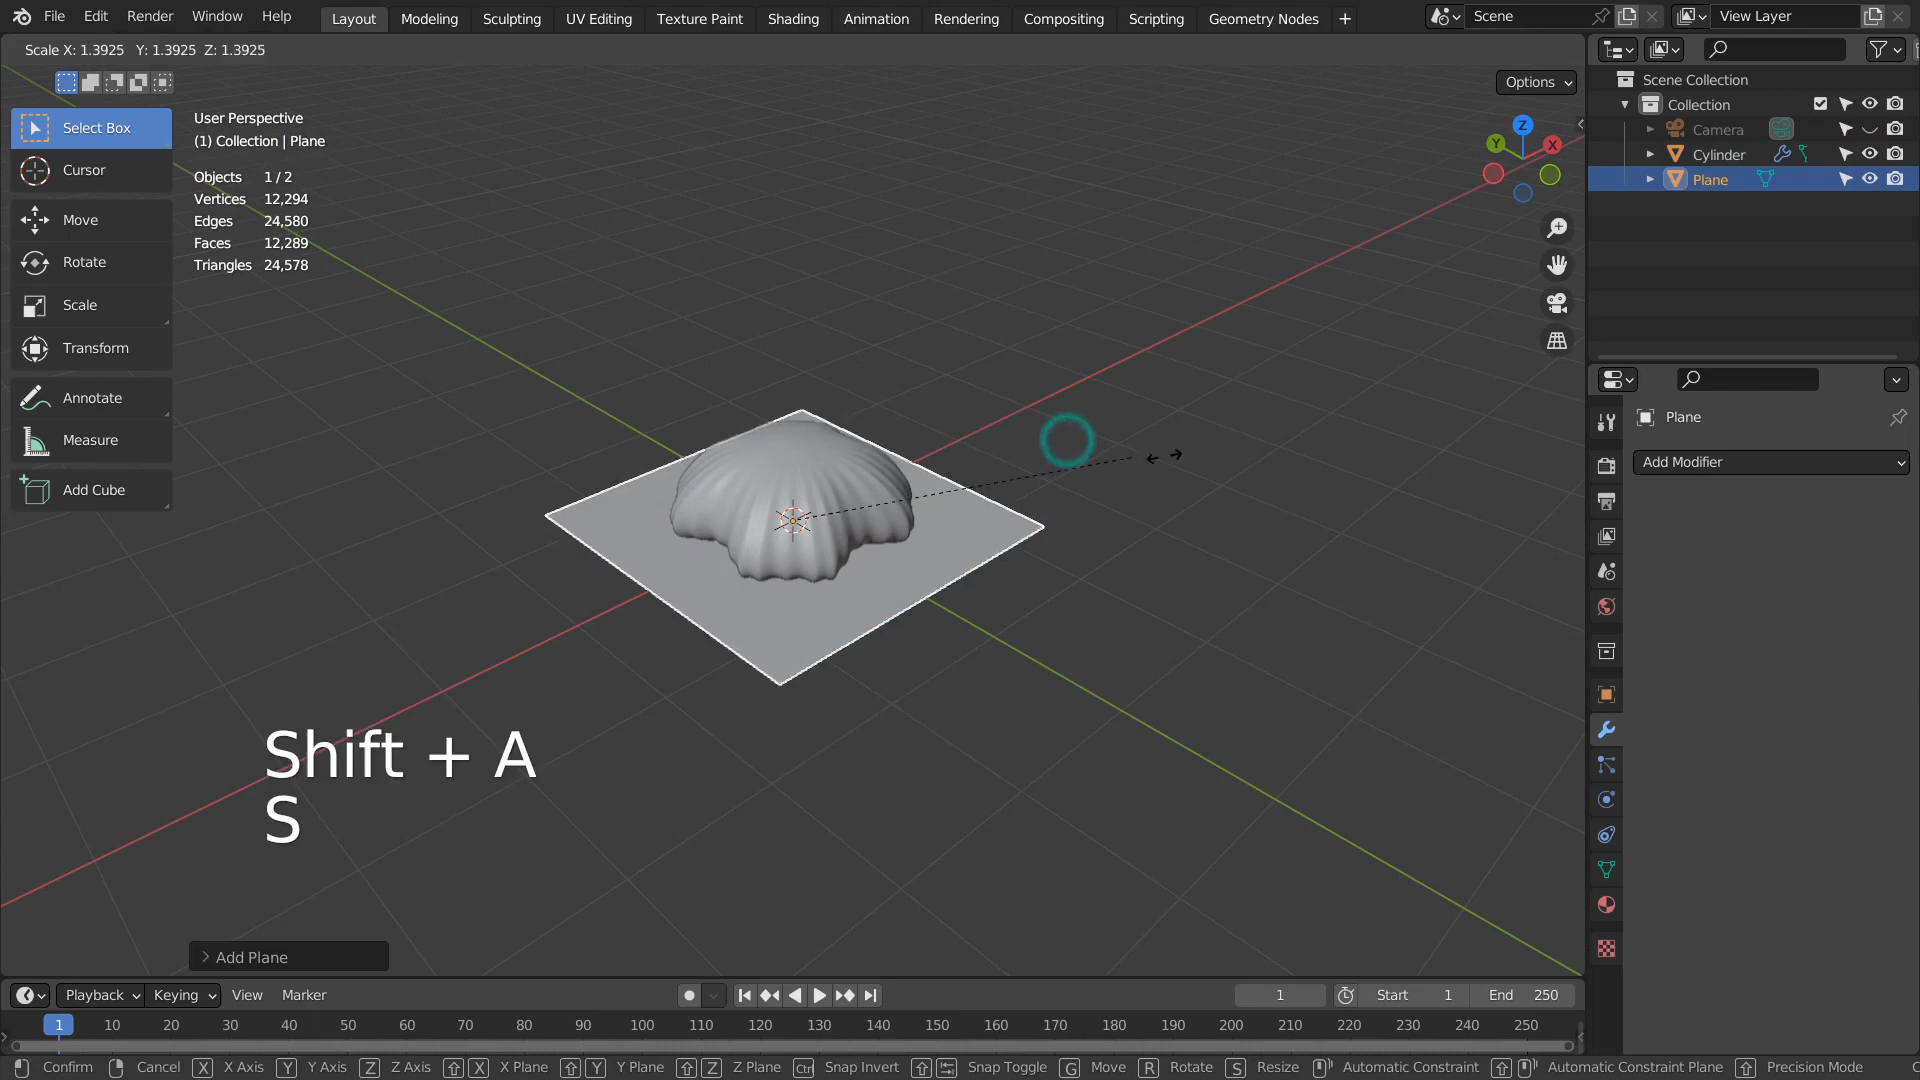 File Edit Render Window Help Layout Modeling Sculpting UV Editing Texture Paint Shading Animation Rendering Compositing Scripting Geometry Nodes + Scene View Layer
Scale X: 1.3925 Y: 1.3925 Z: 1.3925
Options
Select Box
Cursor
Move
Rotate
Scale
Transform
Annotate
Measure
Add Cube
User Perspective
(1) Collection | Plane
Objects 1 / 2
Vertices 12,294
Edges 24,580
Faces 12,289
Triangles 24,578
Z
Y
X
Scene Collection
Collection
Camera
Cylinder
Plane
Plane
Add Modifier
Shift + A
S
Add Plane
Playback Keying View Marker 1 Start 1 End 250
1 10 20 30 40 50 60 70 80 90 100 110 120 130 140 150 160 170 180 190 200 210 220 230 240 250
Confirm Cancel X X Axis Y Y Axis Z Z Axis X X Plane Y Y Plane Z Z Plane Ctrl Snap Invert Snap Toggle G Move R Rotate S Resize Automatic Constraint Automatic Constraint Plane Precision Mode